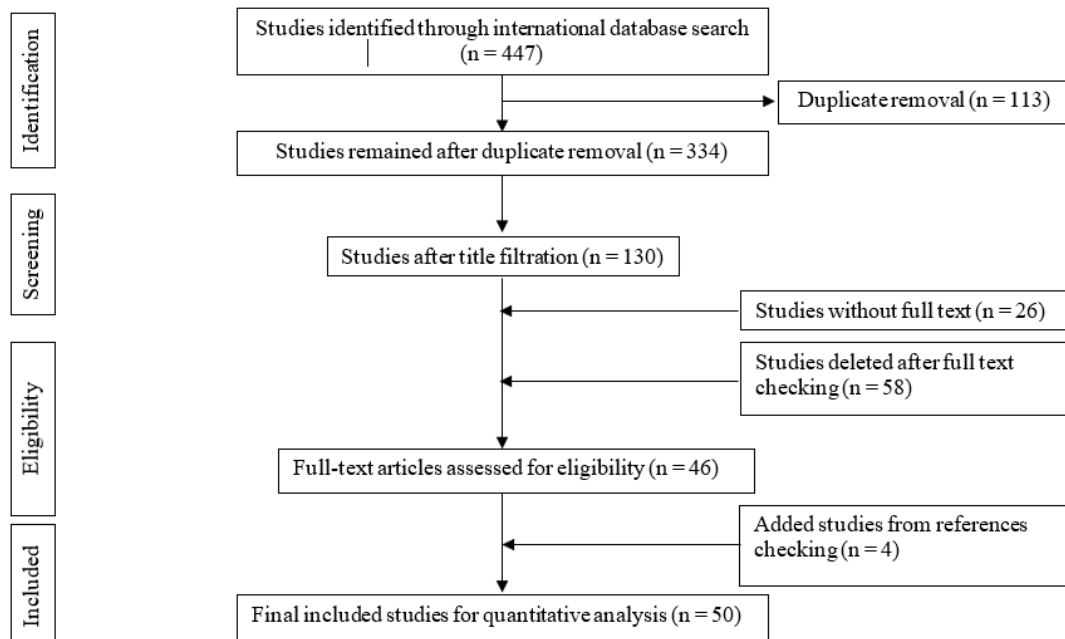 Identification
Studies identified through international database search
(n = 447)
Duplicate removal (n = 113)
Studies remained after duplicate removal (n = 334)
Screening
Studies after title filtration (n = 130)
Studies without full text (n = 26)
Eligibility
Studies deleted after full text
checking (n = 58)
Full-text articles assessed for eligibility (n = 46)
Included
Added studies from references
checking (n = 4)
Final included studies for quantitative analysis (n = 50)